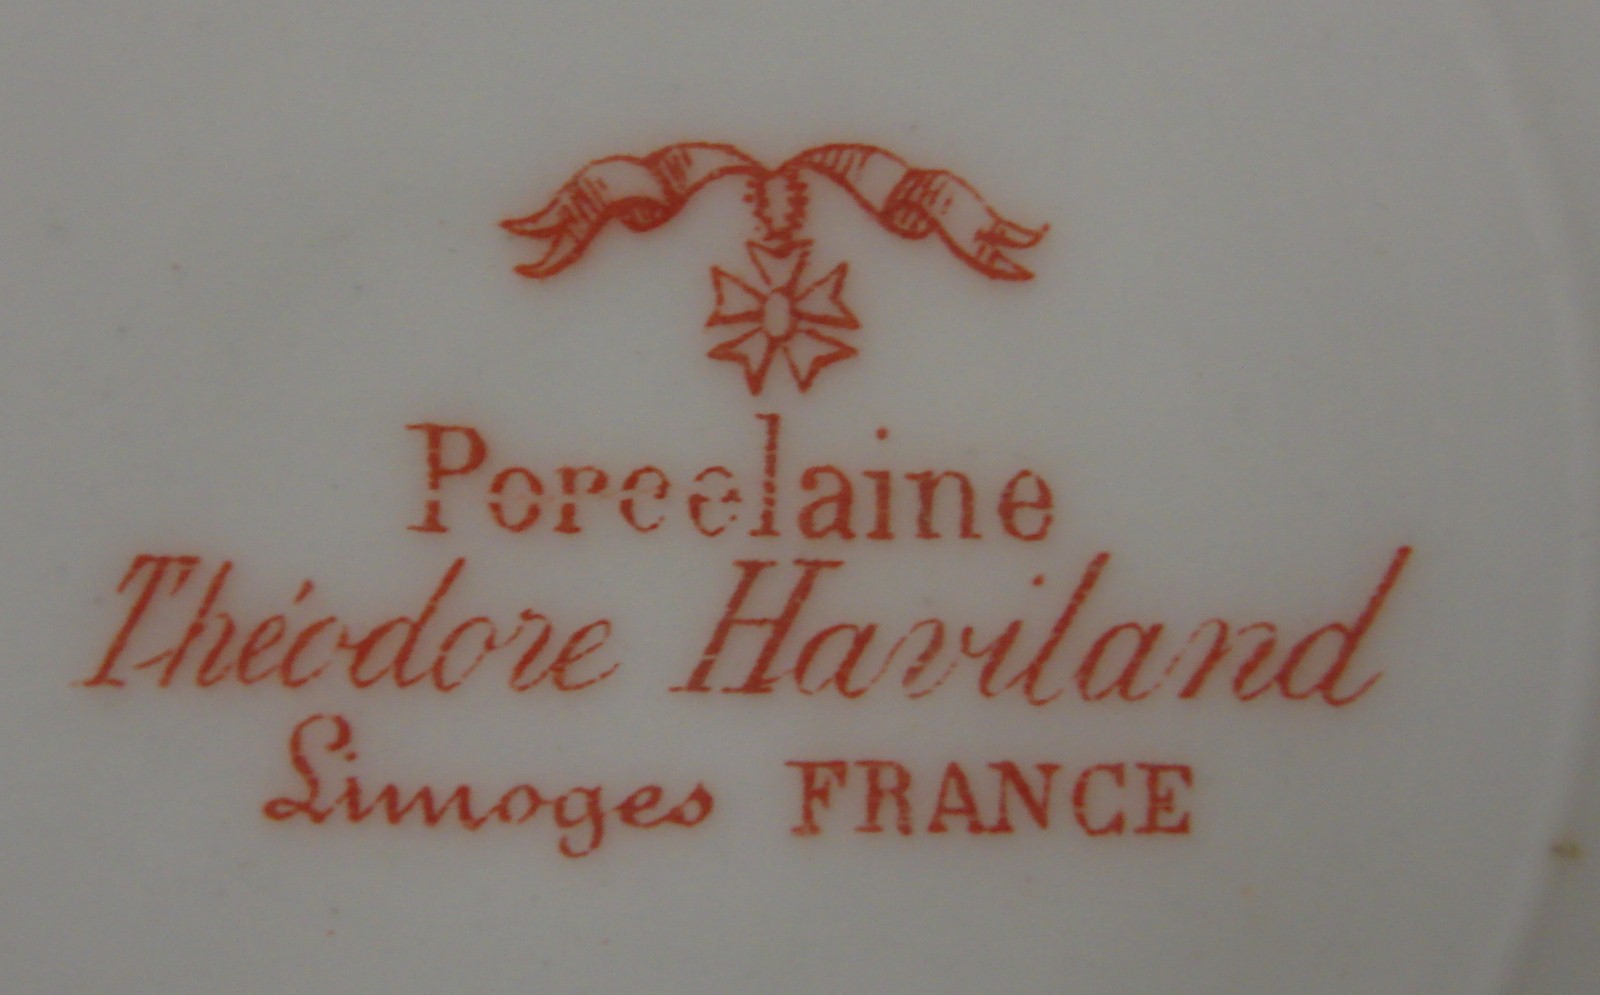 Porcelaine
Théodore Haviland
Limoges FRANCE